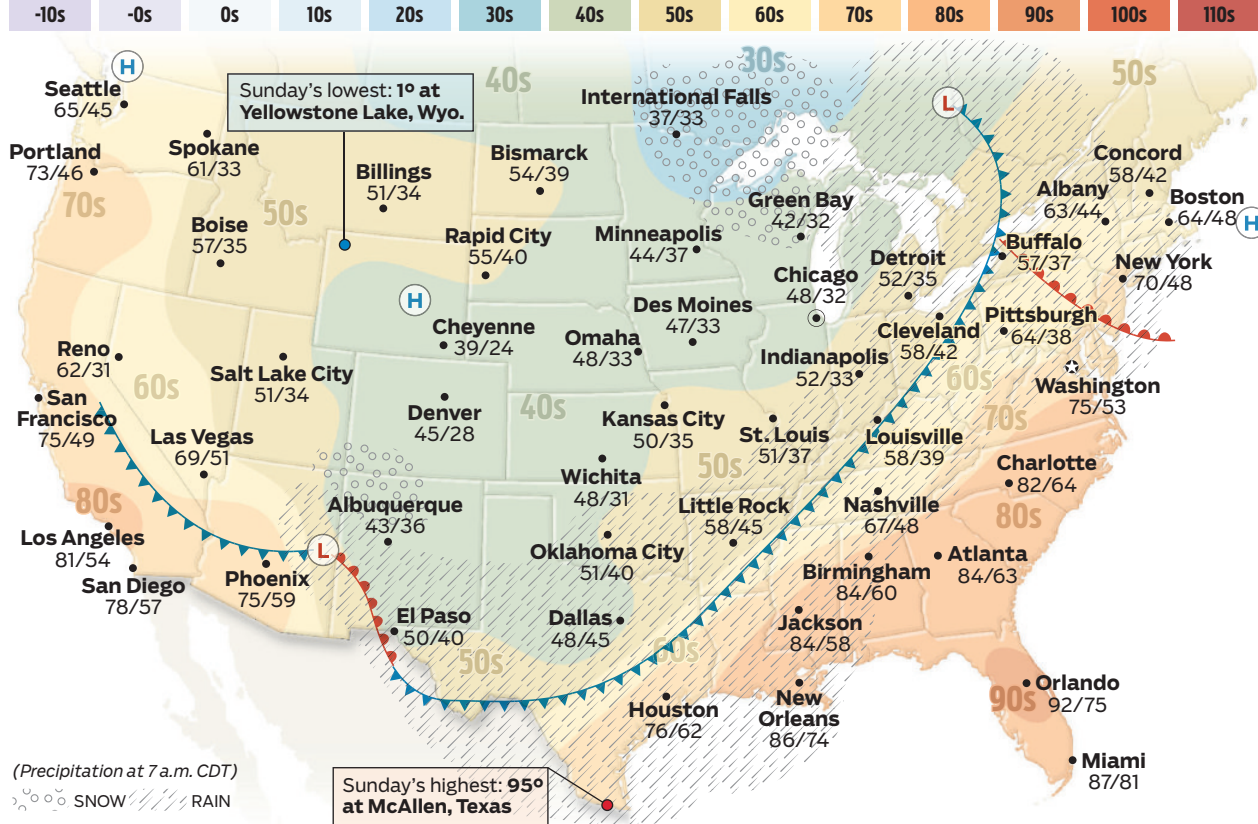 -10s -0s 0s 10s 20s 30s 40s 50s 60s 70s 80s 90s 100s 110s
H
Seattle
65/45
Sunday's lowest: 1º at
Yellowstone Lake, Wyo.
40s
30s
50s
International Falls
37/33
L
Portland
73/46
Spokane
61/33
Billings
51/34
Bismarck
54/39
Concord
58/42
70s
50s
Boise
57/35
Green Bay
42/32
Albany
63/44
Boston
64/48
H
Rapid City
55/40
Minneapolis
44/37
Buffalo
57/37
Detroit
52/35
New York
70/48
Chicago
48/32
H
Des Moines
47/33
Cheyenne
39/24
Omaha
48/33
Cleveland
58/42
Pittsburgh
64/38
Reno
62/31
Salt Lake City
51/34
Indianapolis
52/33
60s
60s
Washington
75/53
San
Francisco
75/49
Denver
45/28
40s
Kansas City
50/35
St. Louis
51/37
Louisville
58/39
70s
Las Vegas
69/51
Wichita
48/31
50s
Charlotte
82/64
80s
Albuquerque
43/36
Little Rock
58/45
Nashville
67/48
80s
Los Angeles
81/54
L
Oklahoma City
51/40
Atlanta
84/63
San Diego
78/57
Phoenix
75/59
Birmingham
84/60
El Paso
50/40
Dallas
48/45
Jackson
84/58
50s
60s
Houston
76/62
New
Orleans
86/74
90s
Orlando
92/75
Miami
87/81
(Precipitation at 7 a.m. CDT)
SNOW RAIN
Sunday's highest: 95º
at McAllen, Texas